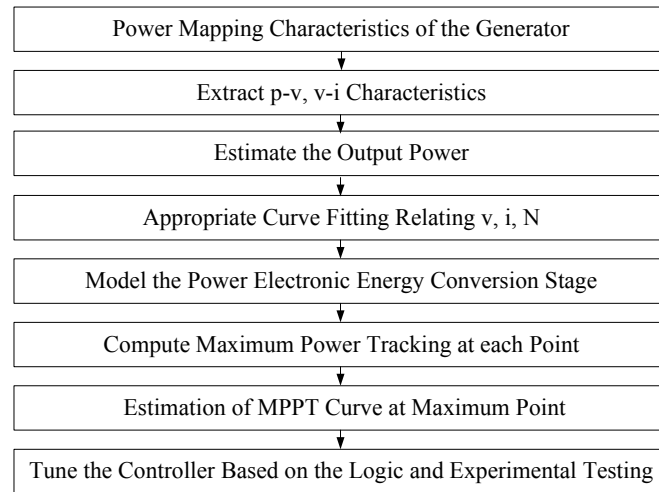 Power Mapping Characteristics of the Generator
Extract p-v, v-i Characteristics
Estimate the Output Power
Appropriate Curve Fitting Relating v, i, N
Model the Power Electronic Energy Conversion Stage
Compute Maximum Power Tracking at each Point
Estimation of MPPT Curve at Maximum Point
Tune the Controller Based on the Logic and Experimental Testing